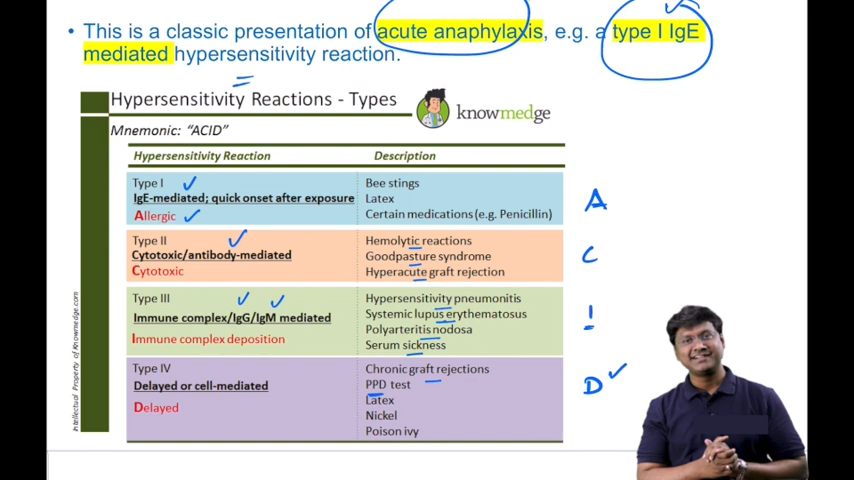 • This is a classic presentation of acute anaphylaxis, e.g. a type I IgE
mediated hypersensitivity reaction.
Hypersensitivity Reactions - Types
knowmedge
Mnemonic: "ACID"
Hypersensitivity Reaction Description
Type I
IgE-mediated; quick onset after exposure
Allergic
Bee stings
Latex
Certain medications (e.g. Penicillin)
A
Type II
Cytotoxic/antibody-mediated
Cytotoxic
Hemolytic reactions
Goodpasture syndrome
Hyperacute graft rejection
C
Type III
Immune complex/IgG/IgM mediated
Immune complex deposition
Hypersensitivity pneumonitis
Systemic lupus erythematosus
Polyarteritis nodosa
Serum sickness
I
Type IV
Delayed or cell-mediated
Delayed
Chronic graft rejections
PPD test
Latex
Nickel
Poison ivy
D
Intellectual Property of Knowmedge.com